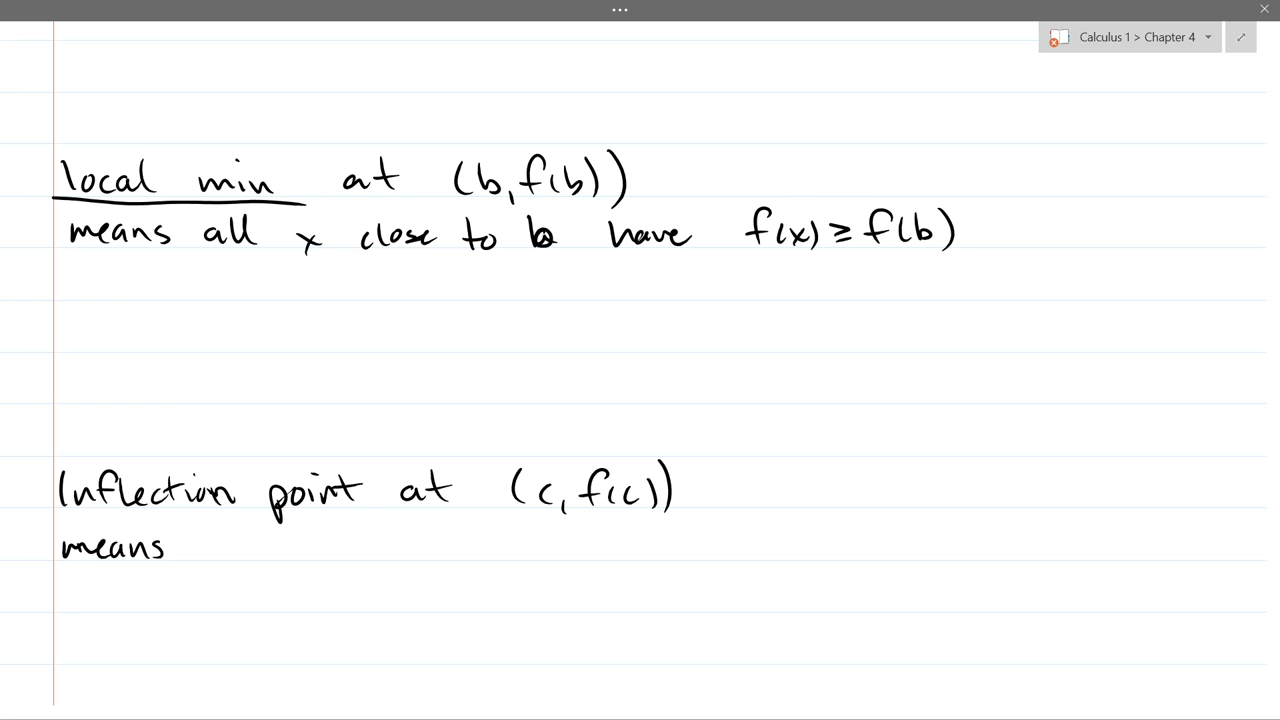 Calculus 1 > Chapter 4
local min at (b, f(b))
means all x close to b have f(x) ≥ f(b)
Inflection point at (c, f(c))
means